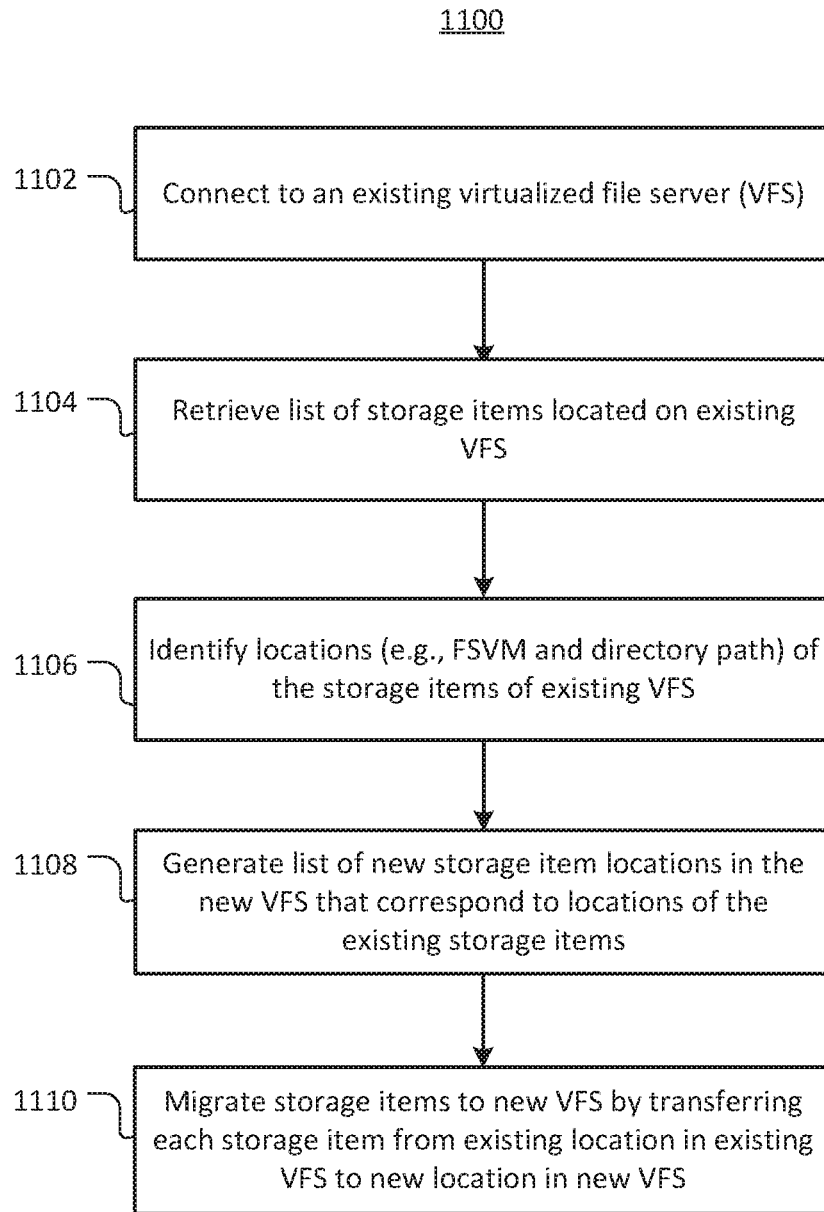 1100
1102
Connect to an existing virtualized file server (VFS)
1104
Retrieve list of storage items located on existing
VFS
1106
Identify locations (e.g., FSVM and directory path) of
the storage items of existing VFS
1108
Generate list of new storage item locations in the
new VFS that correspond to locations of the
existing storage items
1110
Migrate storage items to new VFS by transferring
each storage item from existing location in existing
VFS to new location in new VFS